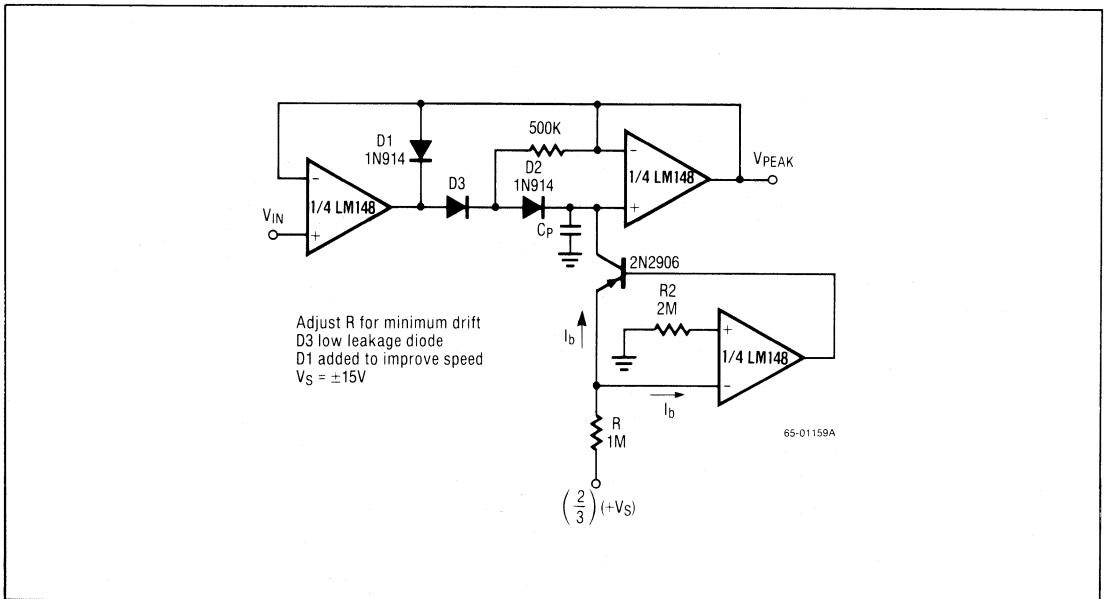 500K
D1
1N914
D2
1N914
D3
-
+
1/4 LM148
VIN
-
+
1/4 LM148
VPEAK
CP
2N2906
R2
2M
+
-
1/4 LM148
Ib
Ib
Adjust R for minimum drift
D3 low leakage diode
D1 added to improve speed
VS = ±15V
R
1M
65-01159A
(2/3) (+VS)